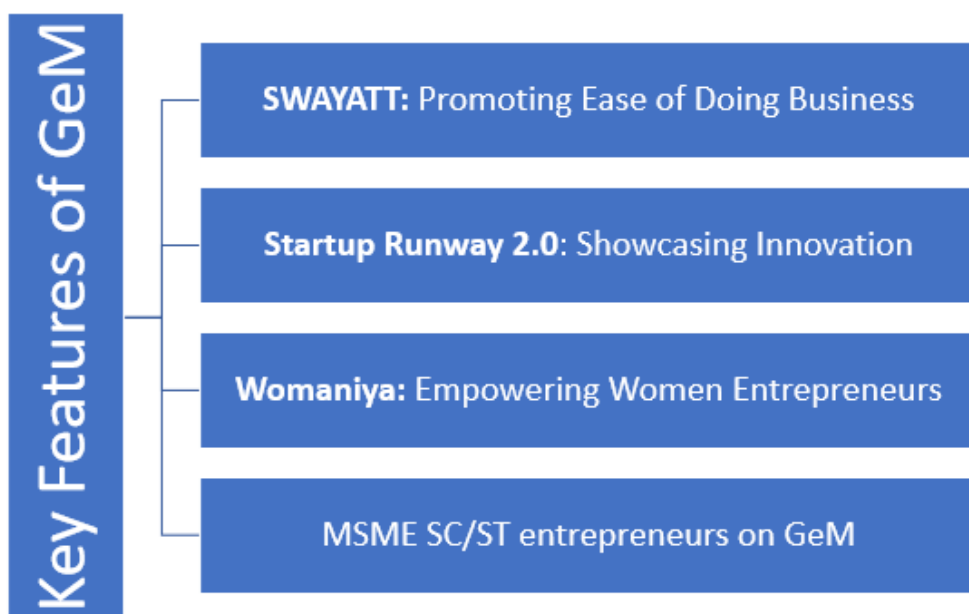 Key Features of GeM
SWAYATT: Promoting Ease of Doing Business
Startup Runway 2.0: Showcasing Innovation
Womaniya: Empowering Women Entrepreneurs
MSME SC/ST entrepreneurs on GeM